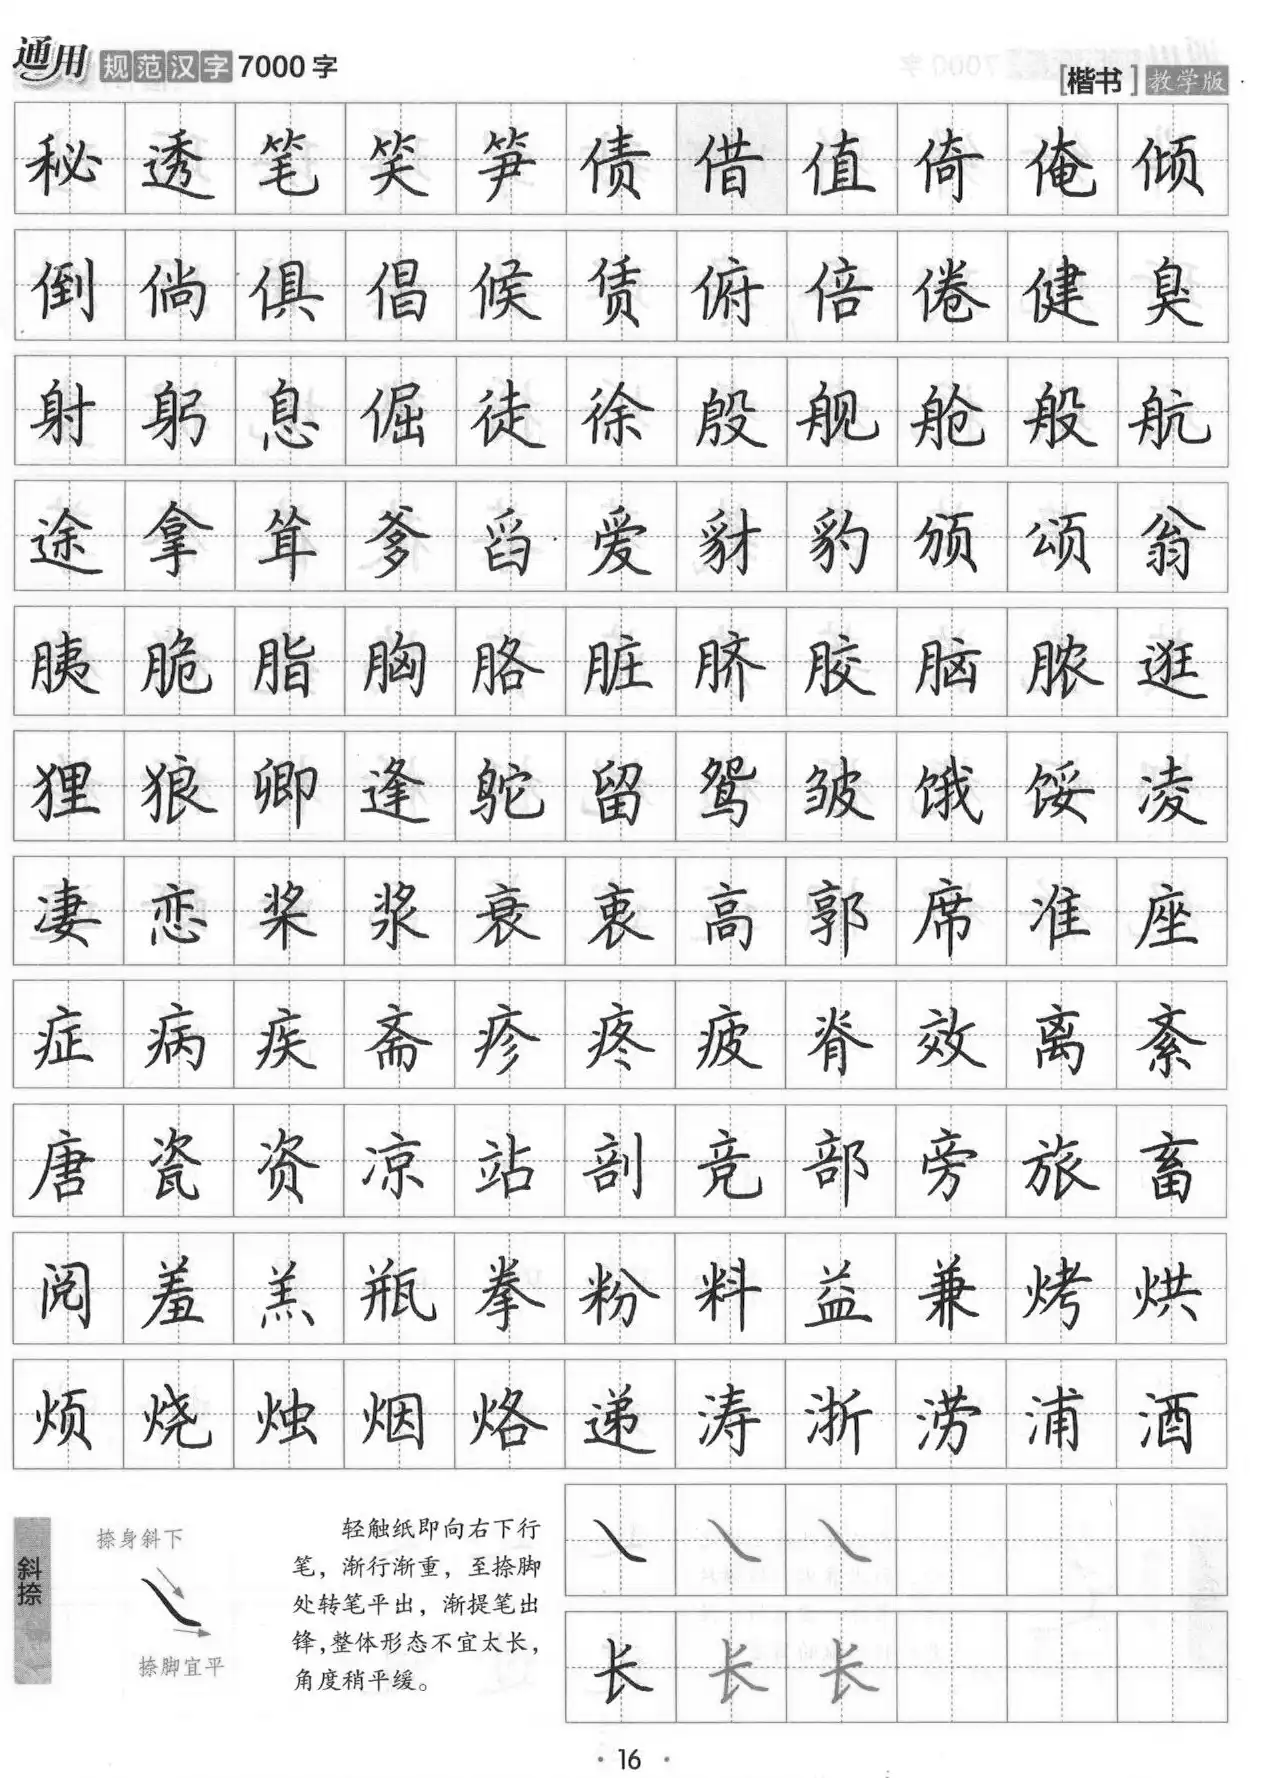 通用规范汉字7000字
[楷书]教学版
秘透笔笑笋债借值倚俺倾
倒倘俱倡候赁俯倍倦健臭
射躬息倔徒徐殷舰舱般航
途拿耸爹舀爱豺豹颁颂翁
胰脆脂胸胳脏脐胶脑脓逛
狸狼卿逢鸵留鸳皱饿馁凌
凄恋桨浆衰衷高郭席准座
症病疾斋疹疼疲脊效离紊
唐瓷资凉站剖竞部旁旅畜
阅羞羔瓶拳粉料益兼烤烘
烦烧烛烟烙递涛浙涝浦酒
斜捺
捺身斜下
捺脚宜平
轻触纸即向右下行
笔，渐行渐重，至捺脚
处转笔平出，渐提笔出
锋,整体形态不宜太长,
角度稍平缓。
长长长
·16·